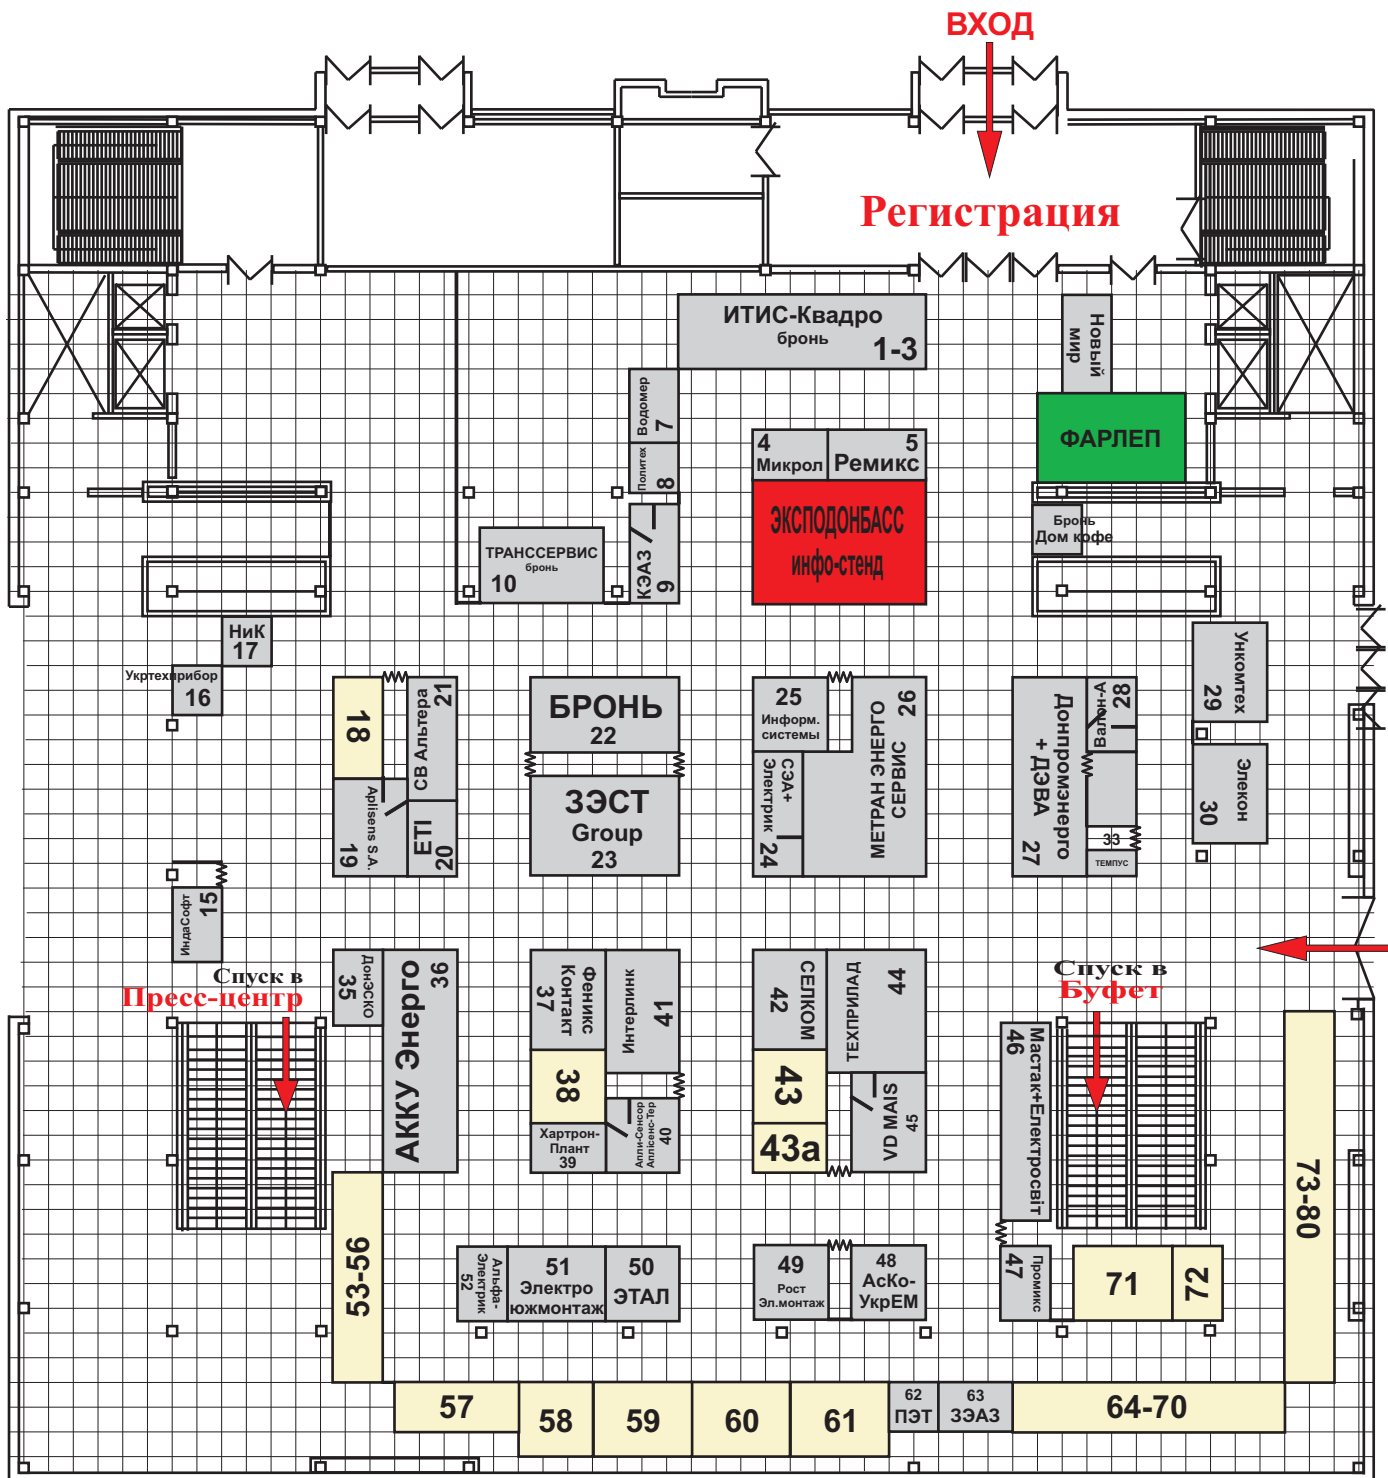 ВХОД
Регистрация
ИТИС-Квадро
бронь
1-3
Новый
мир
Водомер
7
ФАРЛЕП
4
Микрол
5
Ремикс
Политех
8
ЭКСПОДОНБАСС
инфо-стенд
Бронь
Дом кофе
ТРАНССЕРВИС
бронь
10
КЭАЗ
9
НиК
17
Укртехприбор
16
Ункомтех
29
18
СВ Альтера
21
БРОНЬ
22
25
Информ.
системы
26
МЕТРАН ЭНЕРГО
СЕРВИС
Донпромэнерго
+ ДЭВА
27
Валон-А
28
Элекон
30
Aplisens S.A.
19
ETI
20
ЗЭСТ
Group
23
СЭА+
Электрик
24
33
ТЕМПУС
ИндаСофт
15
Спуск в
Пресс-центр
ДонЭСКО
35
АККУ Энерго
36
Феникс
Контакт
37
Интерлинк
41
СЕЛКОМ
42
ТЕХПРИЛАД
44
Спуск в
Буфет
46
Мастак+Електросвіт
38
43
Хартрон-
Плант
39
Апли-Сенсор
Аплісенс-Тер
40
43а
VD MAIS
45
73-80
53-56
Альфа-
Электрик
52
51
Электро
южмонтаж
50
ЭТАЛ
49
Рост
Эл.монтаж
48
АсКо-
УкрЕМ
Промикс
47
71
72
57
58
59
60
61
62
ПЭТ
63
ЗЭАЗ
64-70